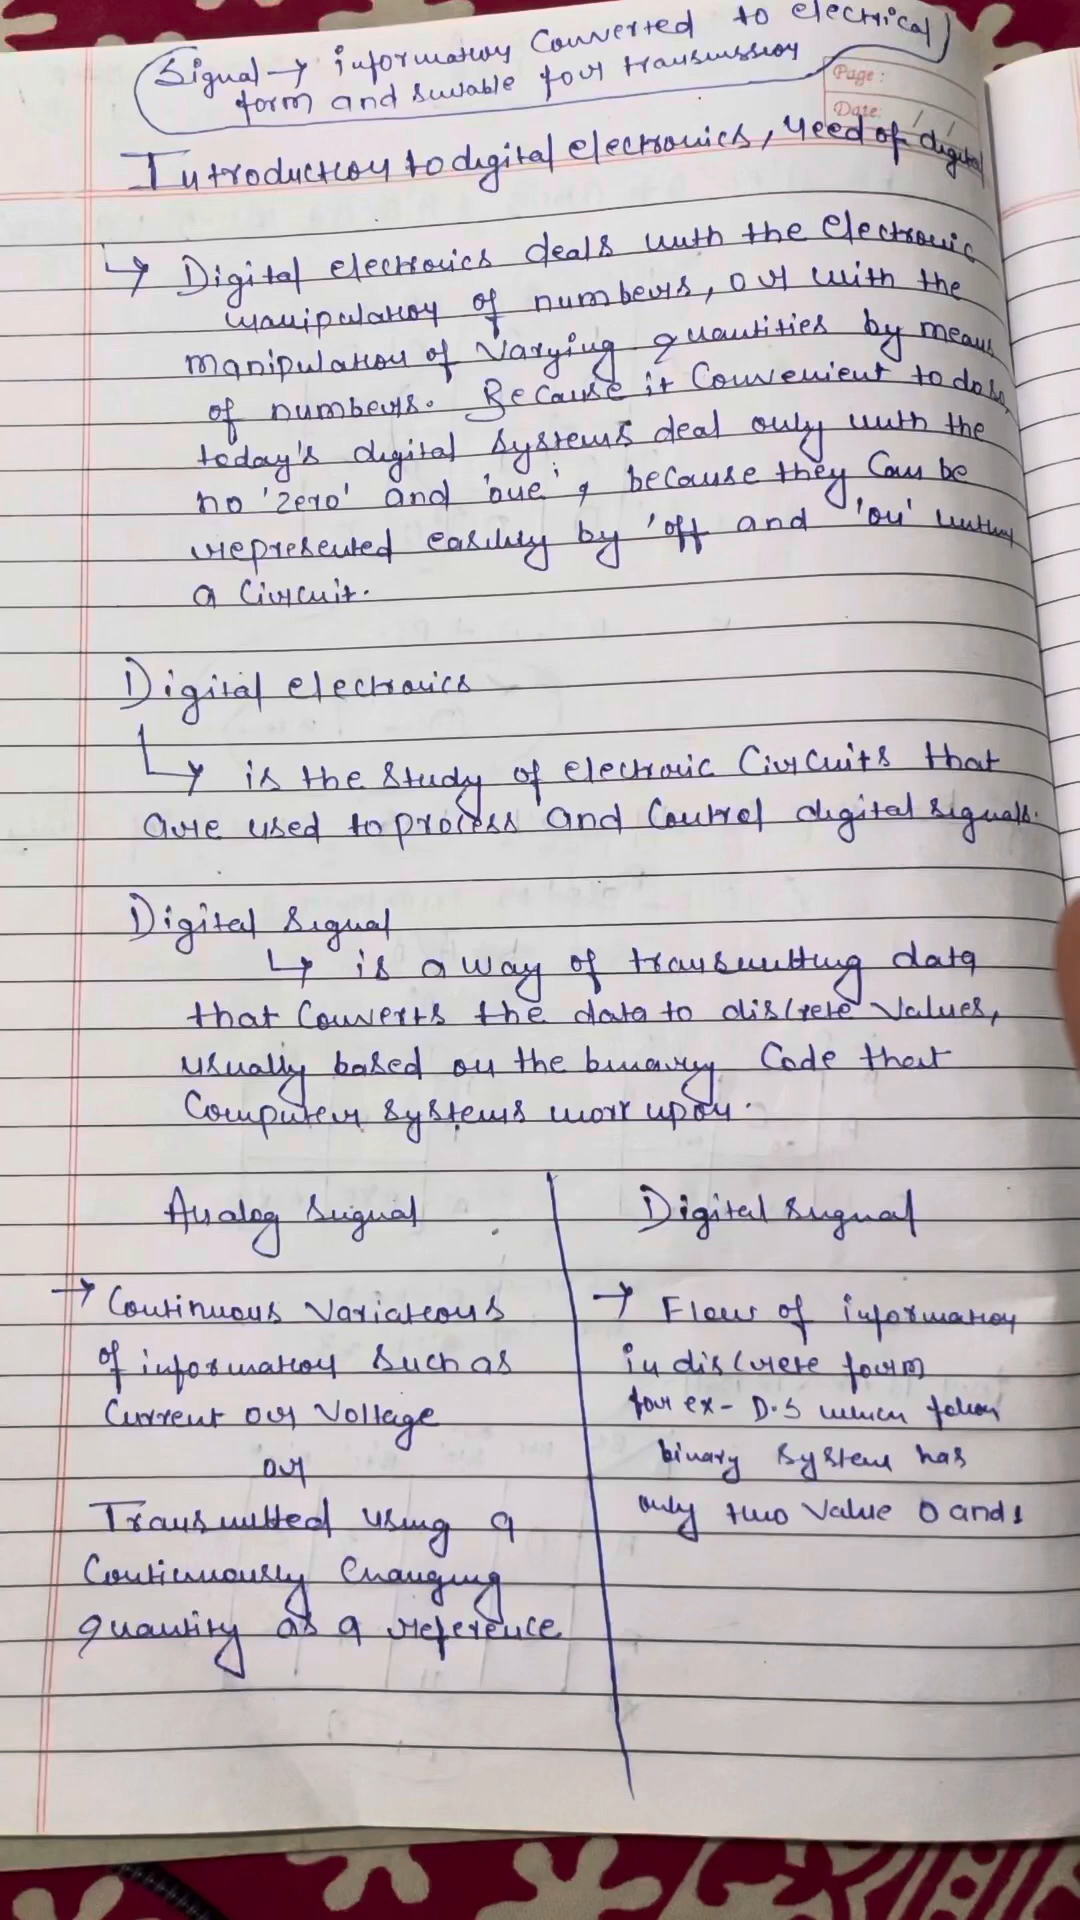 Signal → information Converted to electrical
form and suitable for transmission
Page :
Date: / /
Introduction to digital electronics, Need of digital
↳ Digital electronics deals with the electronic
manipulation of numbers, or with the
manipulation of varying quantities by means
of numbers. Because it Convenient to do so,
today's digital systems deal only with the
no 'zero' and 'one', because they Can be
represented easily by 'off and 'on' within
a Circuit.
Digital electronics
↳ is the study of electronic Circuits that
are used to process and Control digital signals.
Digital Signal
↳ is a way of transmitting data
that Converts the data to discrete values,
usually based on the binary Code that
Computer systems work upon.
Analog Signal
Digital Signal
→ Continuous Variations
of information such as
Current or Voltage
or
Transmitted using a
Continuously Changing
quantity as a reference
→ Flow of information
in discrete form
for ex- D.S which follow
binary system has
only two value 0 and 1